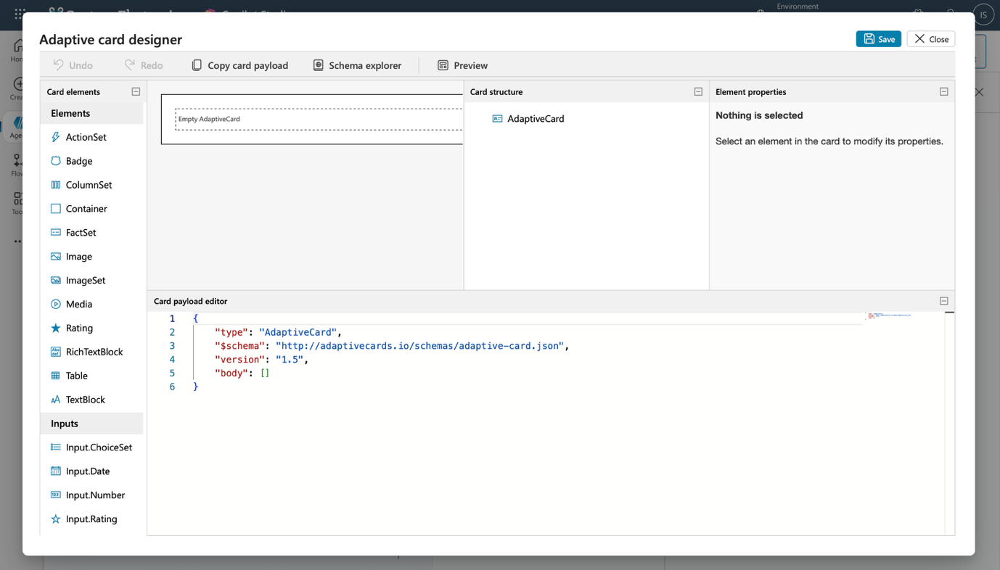 Environment
IS
Adaptive card designer
Save
Close
Undo
Redo
Copy card payload
Schema explorer
Preview
Card elements
Elements
ActionSet
Badge
ColumnSet
Container
FactSet
Image
ImageSet
Media
Rating
RichTextBlock
Table
TextBlock
Inputs
Input.ChoiceSet
Input.Date
Input.Number
Input.Rating
Empty AdaptiveCard
Card structure
AdaptiveCard
Element properties
Nothing is selected
Select an element in the card to modify its properties.
Card payload editor
1 {
2 "type": "AdaptiveCard",
3 "$schema": "http://adaptivecards.io/schemas/adaptive-card.json",
4 "version": "1.5",
5 "body": []
6 }